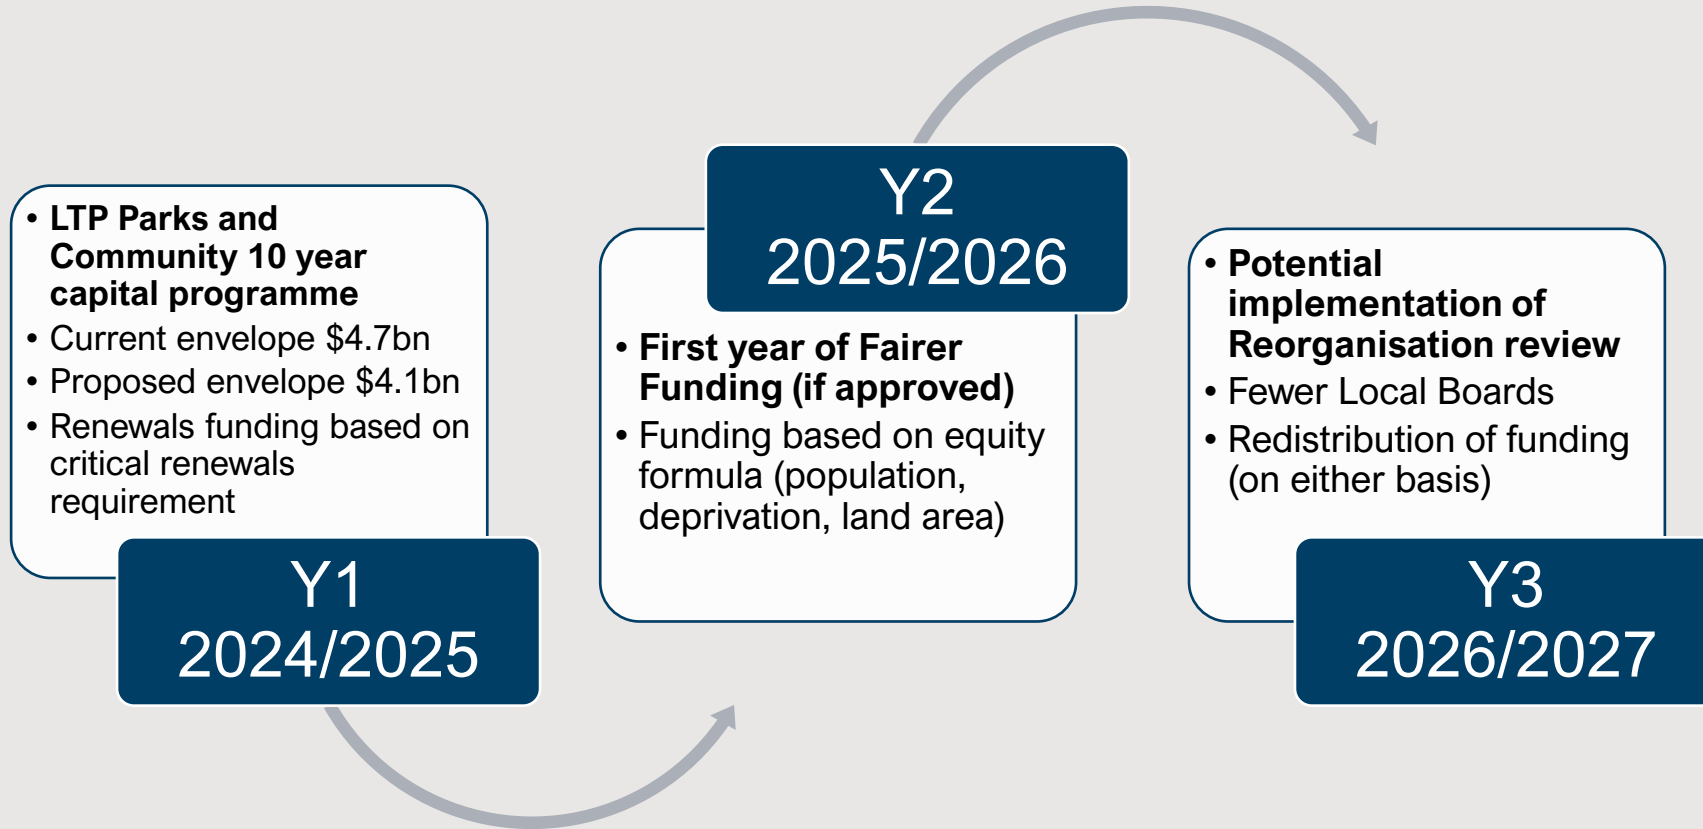 • LTP Parks and
Community 10 year
capital programme
• Current envelope $4.7bn
• Proposed envelope $4.1bn
• Renewals funding based on
critical renewals
requirement
Y1
2024/2025
Y2
2025/2026
• First year of Fairer
Funding (if approved)
• Funding based on equity
formula (population,
deprivation, land area)
• Potential
implementation of
Reorganisation review
• Fewer Local Boards
• Redistribution of funding
(on either basis)
Y3
2026/2027